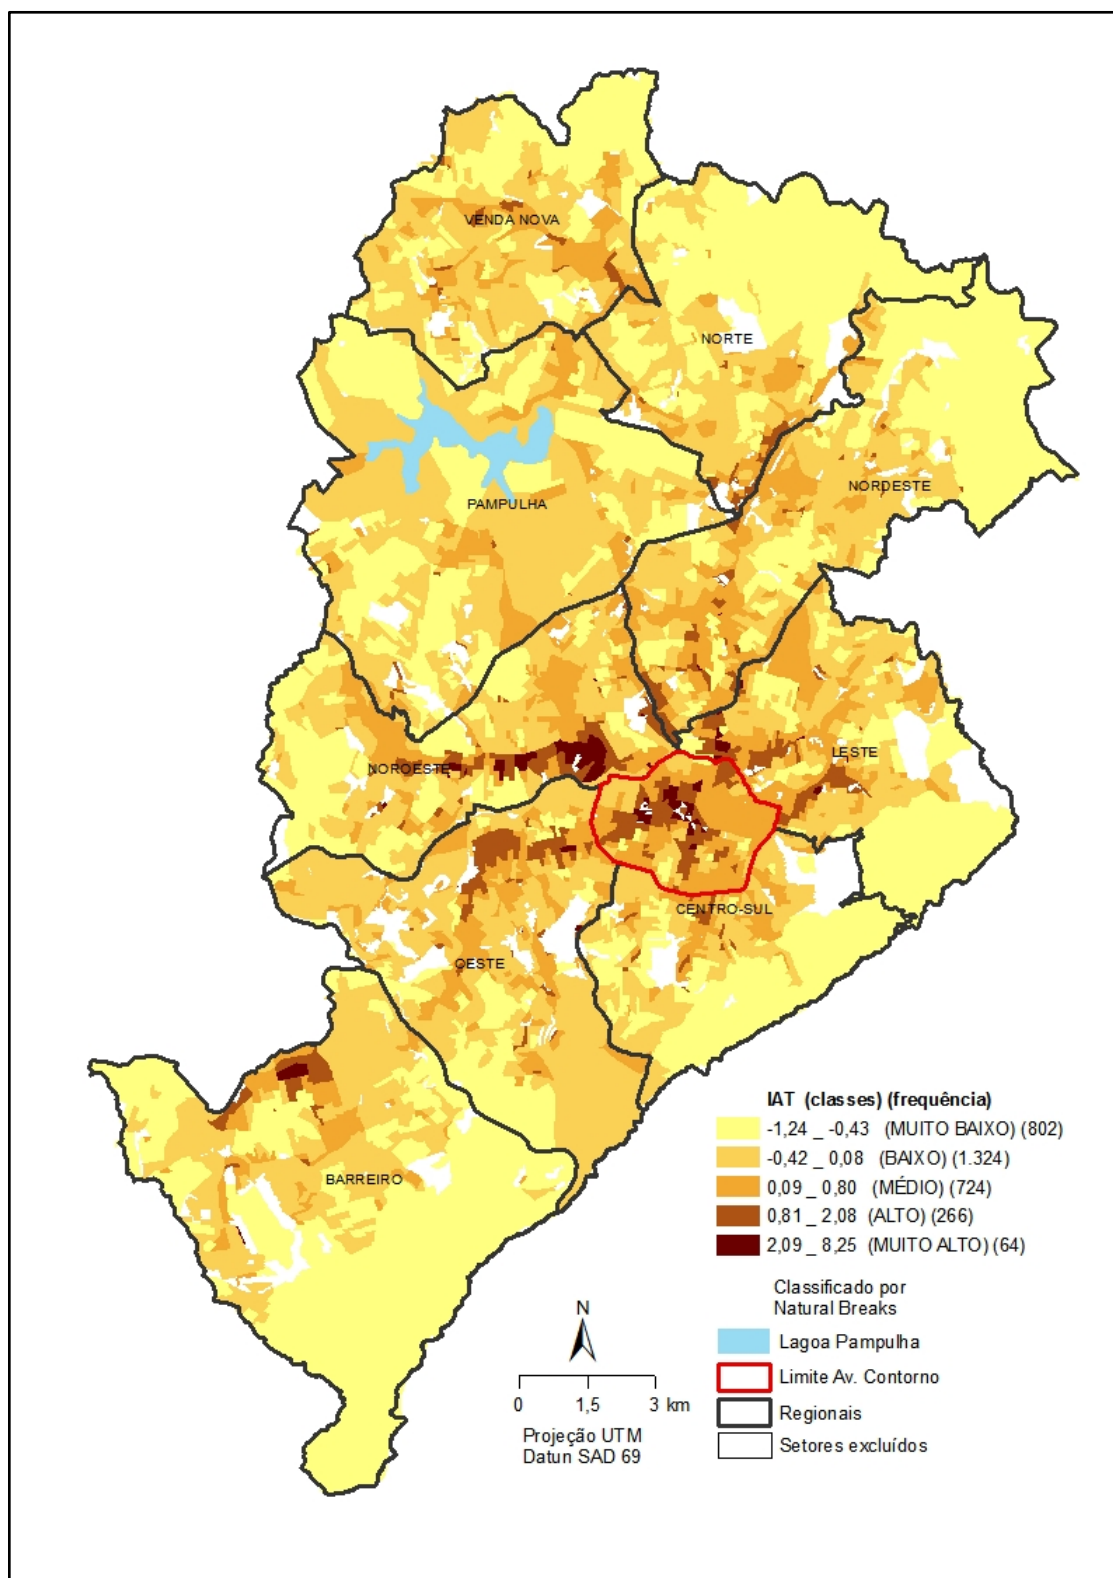 VENDA NOVA
NORTE
NORDESTE
PAMPULHA
LESTE
NOROESTE
CENTRO-SUL
OESTE
BARREIRO
IAT (classes) (frequência)
-1,24 _ -0,43 (MUITO BAIXO) (802)
-0,42 _ 0,08 (BAIXO) (1.324)
0,09 _ 0,80 (MÉDIO) (724)
0,81 _ 2,08 (ALTO) (266)
2,09 _ 8,25 (MUITO ALTO) (64)
Classificado por
Natural Breaks
Lagoa Pampulha
Limite Av. Contorno
Regionais
Setores excluídos
N
0 1,5 3 km
Projeção UTM
Datun SAD 69